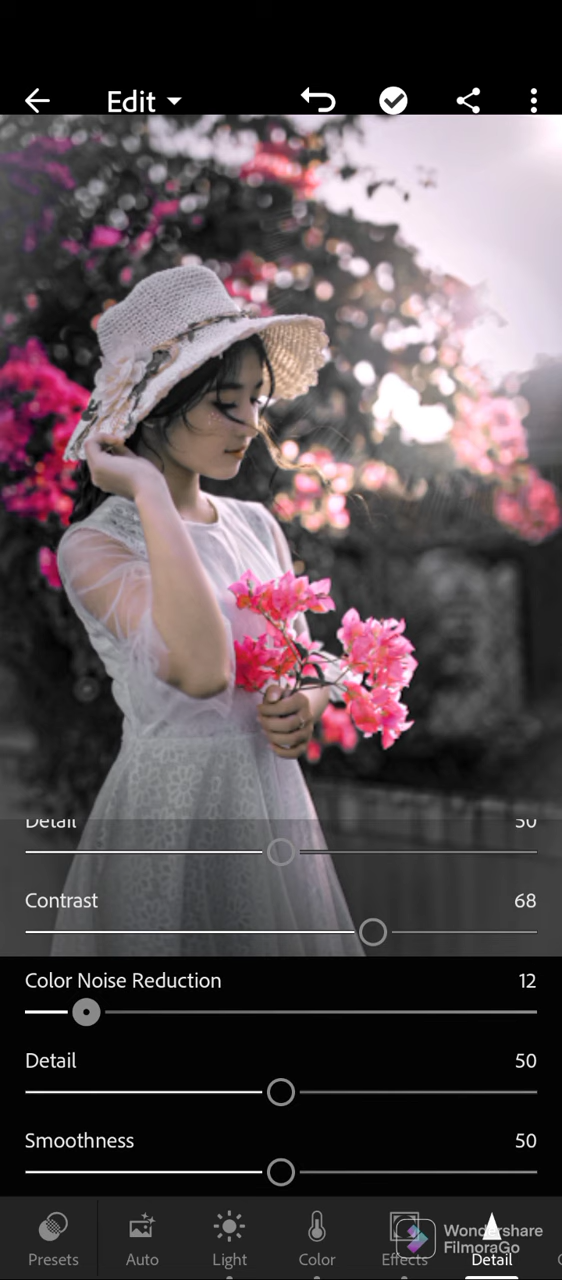 Edit
Detail 50
Contrast 68
Color Noise Reduction 12
Detail 50
Smoothness 50
Presets Auto Light Color Effects Detail
Wondershare
FilmoraGo